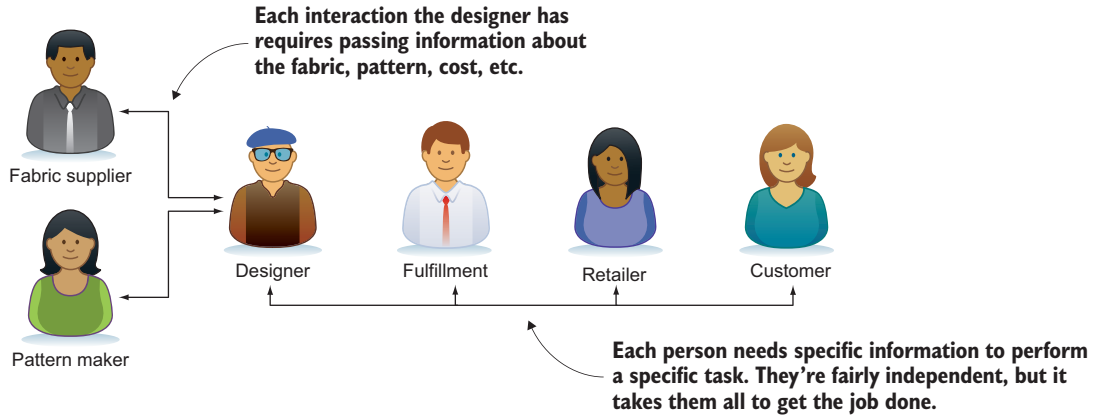 Each interaction the designer has
requires passing information about
the fabric, pattern, cost, etc.
Fabric supplier
Designer
Fulfillment
Retailer
Customer
Pattern maker
Each person needs specific information to perform
a specific task. They’re fairly independent, but it
takes them all to get the job done.